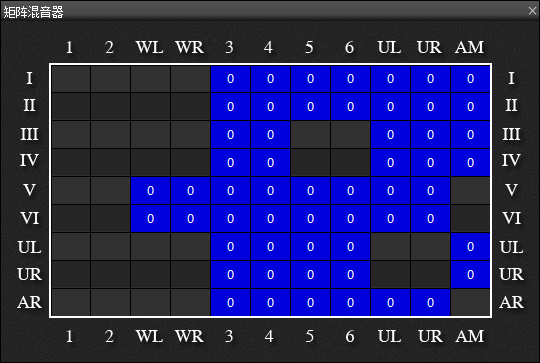 矩阵混音器
1 2 WL WR 3 4 5 6 UL UR AM
I 0 0 0 0 0 0 0 I
II 0 0 0 0 0 0 0 II
III 0 0 0 0 0 III
IV 0 0 0 0 0 IV
V 0 0 0 0 0 0 0 0 V
VI 0 0 0 0 0 0 0 0 VI
UL 0 0 0 0 0 UL
UR 0 0 0 0 0 UR
AR 0 0 0 0 0 0 AR
1 2 WL WR 3 4 5 6 UL UR AM